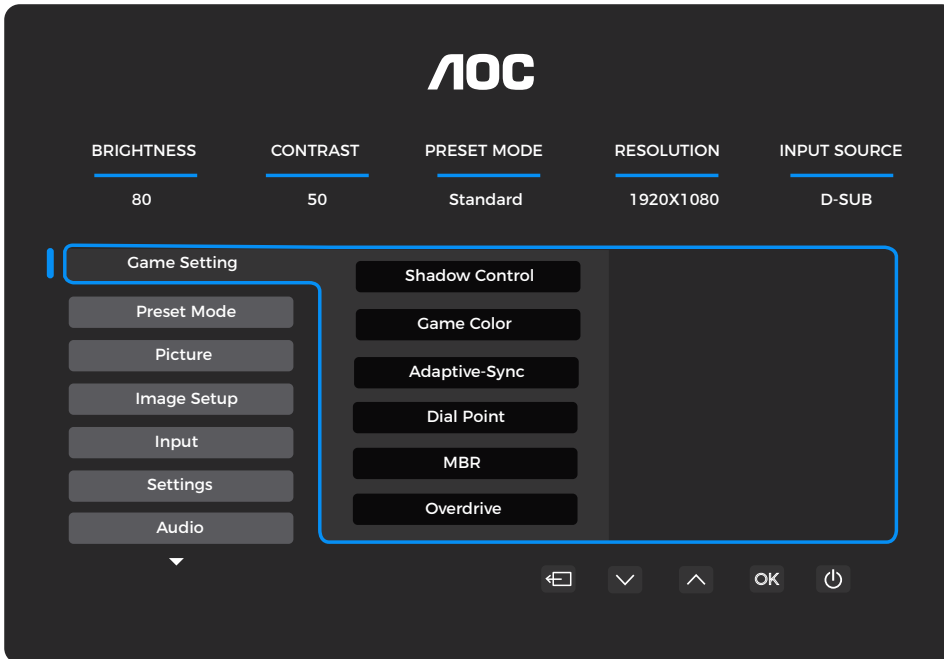 AOC
BRIGHTNESS CONTRAST PRESET MODE RESOLUTION INPUT SOURCE
80 50 Standard 1920X1080 D-SUB
Game Setting
Preset Mode
Picture
Image Setup
Input
Settings
Audio
Shadow Control
Game Color
Adaptive-Sync
Dial Point
MBR
Overdrive
OK